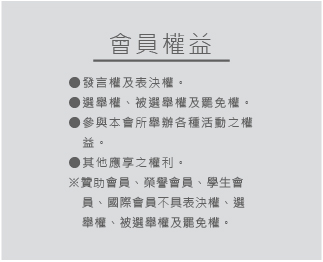 會員權益
●發言權及表決權。
●選舉權、被選舉權及罷免權。
●參與本會所舉辦各種活動之權
益。
●其他應享之權利。
※贊助會員、榮譽會員、學生會
員、國際會員不具表決權、選
舉權、被選舉權及罷免權。